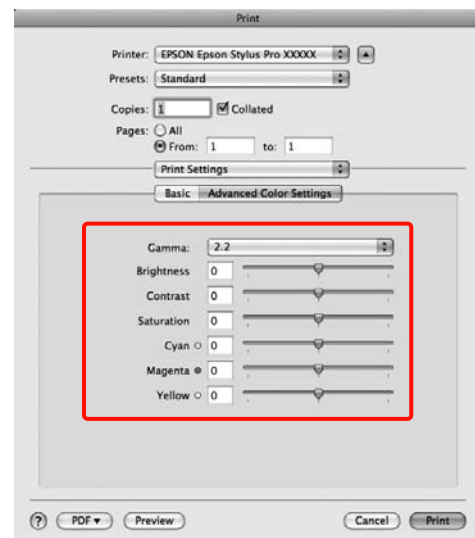 Print
Printer: EPSON Epson Stylus Pro XXXXX
Presets: Standard
Copies: 1 Collated
Pages: All
From: 1 to: 1
Print Settings
Basic Advanced Color Settings
Gamma: 2.2
Brightness 0
Contrast 0
Saturation 0
Cyan 0
Magenta 0
Yellow 0
? PDF Preview Cancel Print